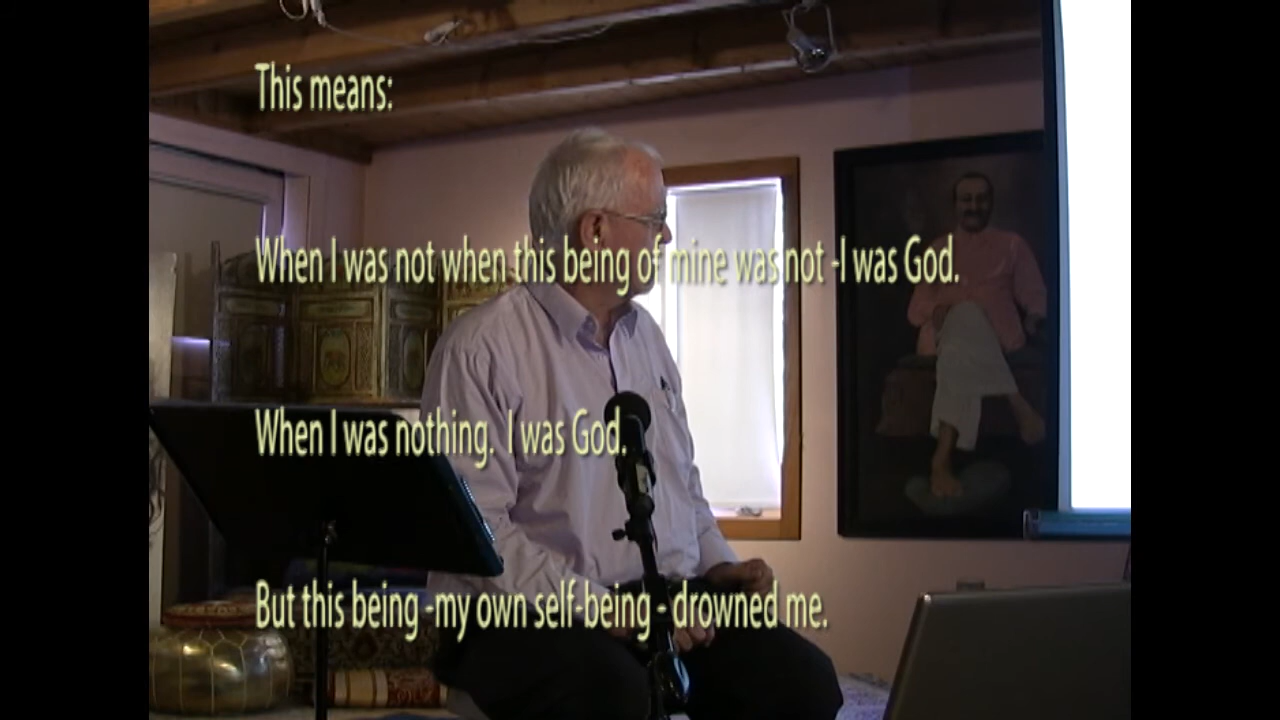 This means:
When I was not when this being of mine was not -I was God.
When I was nothing.  I was God.
But this being -my own self-being - drowned me.